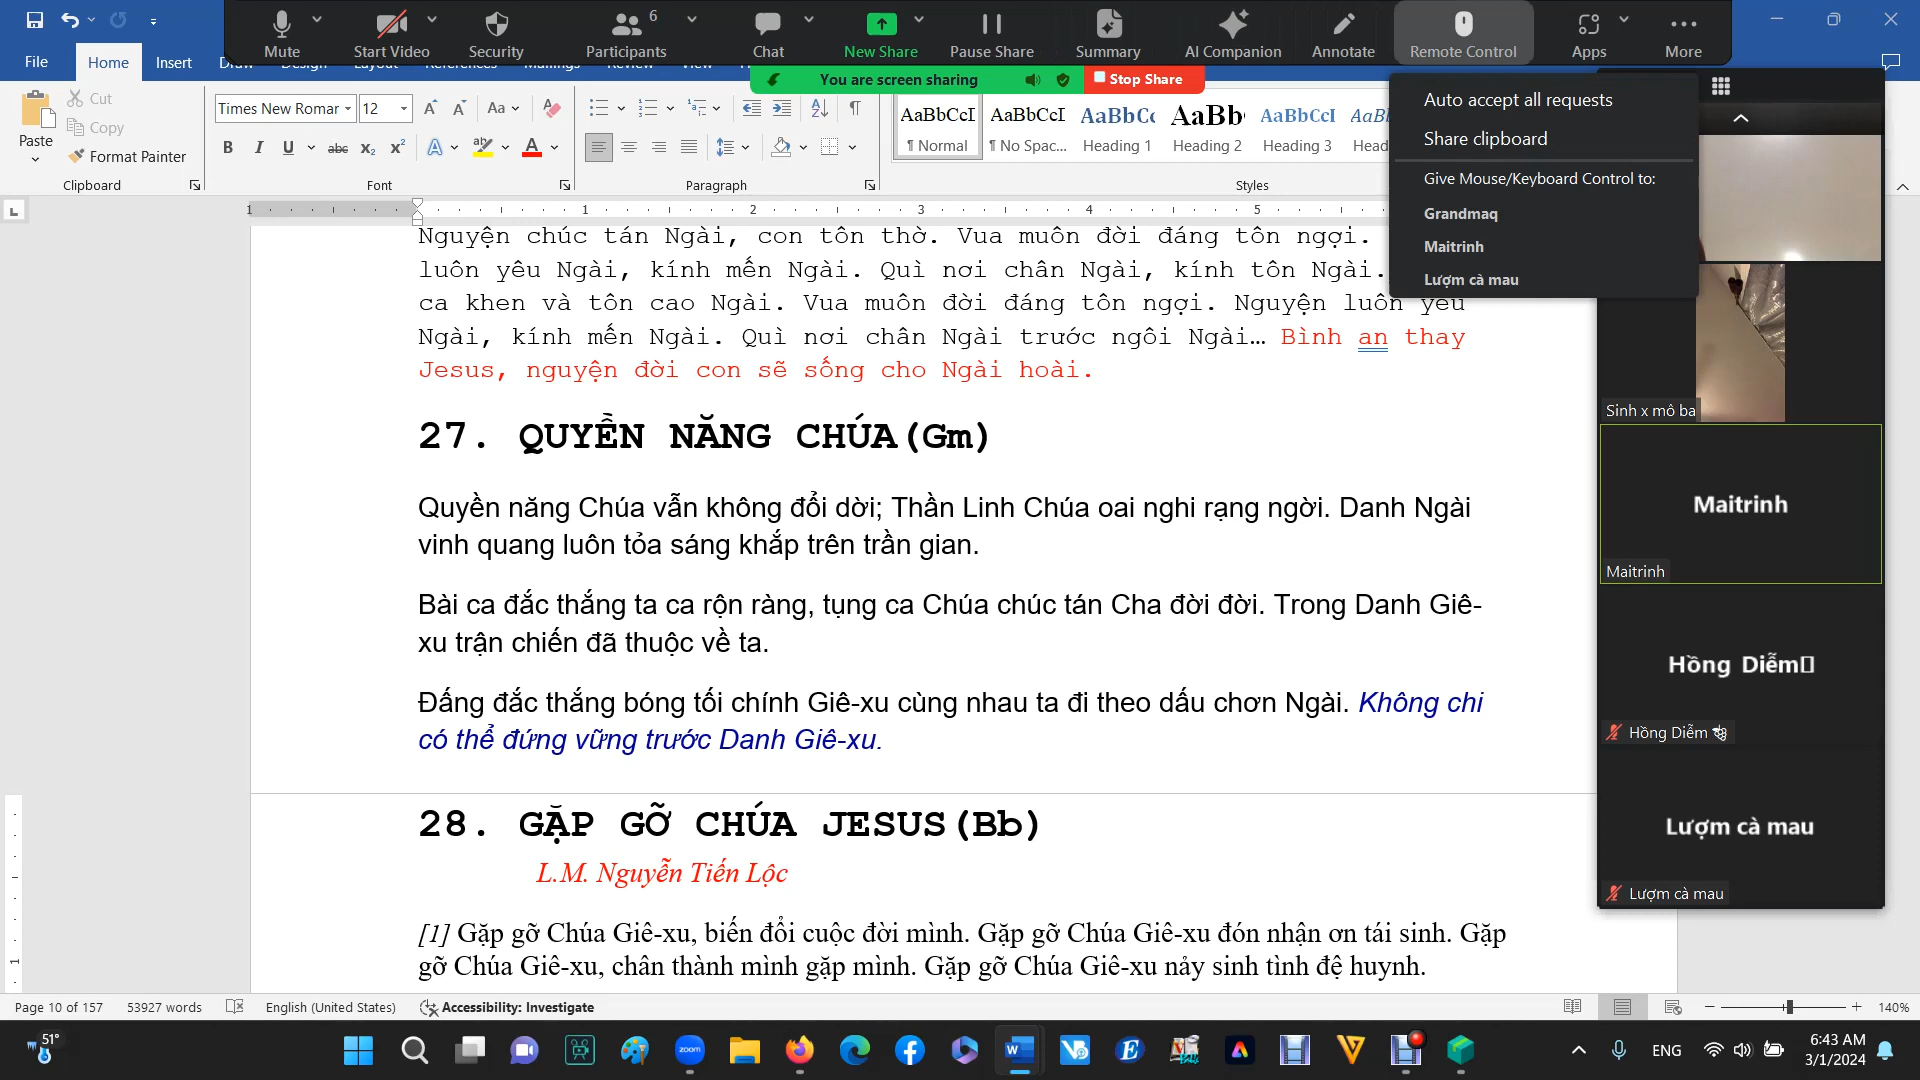 Mute
Start Video
Security
Participants
6
Chat
New Share
Pause Share
Summary
AI Companion
Annotate
Remote Control
Apps
More
You are screen sharing
Stop Share
File
Home
Insert
Paste
Cut
Copy
Format Painter
Clipboard
Times New Roman
12
Font
Paragraph
AaBbCcI
¶ Normal
AaBbCcI
¶ No Spac...
AaBbCc
Heading 1
AaBb
Heading 2
AaBbCcI
Heading 3
Styles
Auto accept all requests
Share clipboard
Give Mouse/Keyboard Control to:
Grandmaq
Maitrinh
Lượm cà mau
1 1 2 3 4 5
Nguyện chúc tán Ngài, con tôn thờ. Vua muôn đời đáng tôn ngợi.
luôn yêu Ngài, kính mến Ngài. Quì nơi chân Ngài, kính tôn Ngài.
ca khen và tôn cao Ngài. Vua muôn đời đáng tôn ngợi. Nguyện luôn yêu
Ngài, kính mến Ngài. Quì nơi chân Ngài trước ngôi Ngài… Bình an thay
Jesus, nguyện đời con sẽ sống cho Ngài hoài.
27. QUYỀN NĂNG CHÚA(Gm)
Quyền năng Chúa vẫn không đổi dời; Thần Linh Chúa oai nghi rạng ngời. Danh Ngài
vinh quang luôn tỏa sáng khắp trên trần gian.
Bài ca đắc thắng ta ca rộn ràng, tụng ca Chúa chúc tán Cha đời đời. Trong Danh Giê-
xu trận chiến đã thuộc về ta.
Đấng đắc thắng bóng tối chính Giê-xu cùng nhau ta đi theo dấu chơn Ngài. Không chi
có thể đứng vững trước Danh Giê-xu.
28. GẶP GỠ CHÚA JESUS(Bb)
L.M. Nguyễn Tiến Lộc
[1] Gặp gỡ Chúa Giê-xu, biến đổi cuộc đời mình. Gặp gỡ Chúa Giê-xu đón nhận ơn tái sinh. Gặp
gỡ Chúa Giê-xu, chân thành mình gặp mình. Gặp gỡ Chúa Giê-xu nảy sinh tình đệ huynh.
Sinh x mô ba
Maitrinh
Maitrinh
Hồng Diễm
Hồng Diễm
Lượm cà mau
Lượm cà mau
Page 10 of 157
53927 words
English (United States)
Accessibility: Investigate
140%
51°
ENG
6:43 AM
3/1/2024